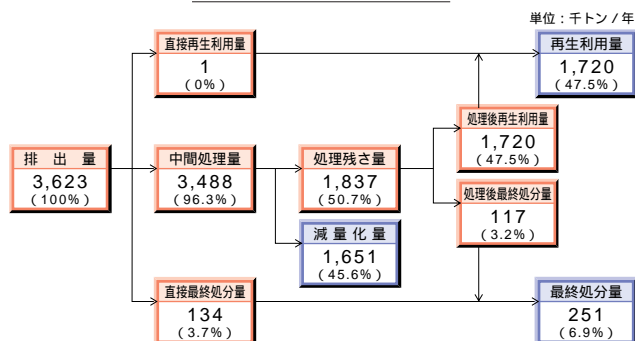 単位：千トン／年
直接再生利用量
1
（0%）
再生利用量
1,720
（47.5%）
処理後再生利用量
1,720
（47.5%）
排出量
3,623
（100%）
中間処理量
3,488
（96.3%）
処理残さ量
1,837
（50.7%）
処理後最終処分量
117
（3.2%）
減量化量
1,651
（45.6%）
直接最終処分量
134
（3.7%）
最終処分量
251
（6.9%）